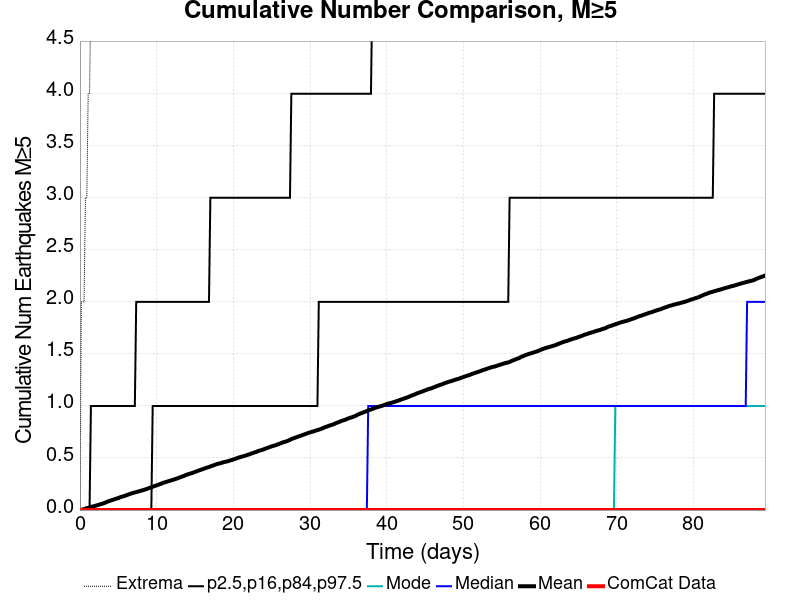 Cumulative Number Comparison, M≥5
Cumulative Num Earthquakes M≥5
4.5
4.0
3.5
3.0
2.5
2.0
1.5
1.0
0.5
0.0
0 10 20 30 40 50 60 70 80
Time (days)
Extrema p2.5,p16,p84,p97.5 Mode Median Mean ComCat Data